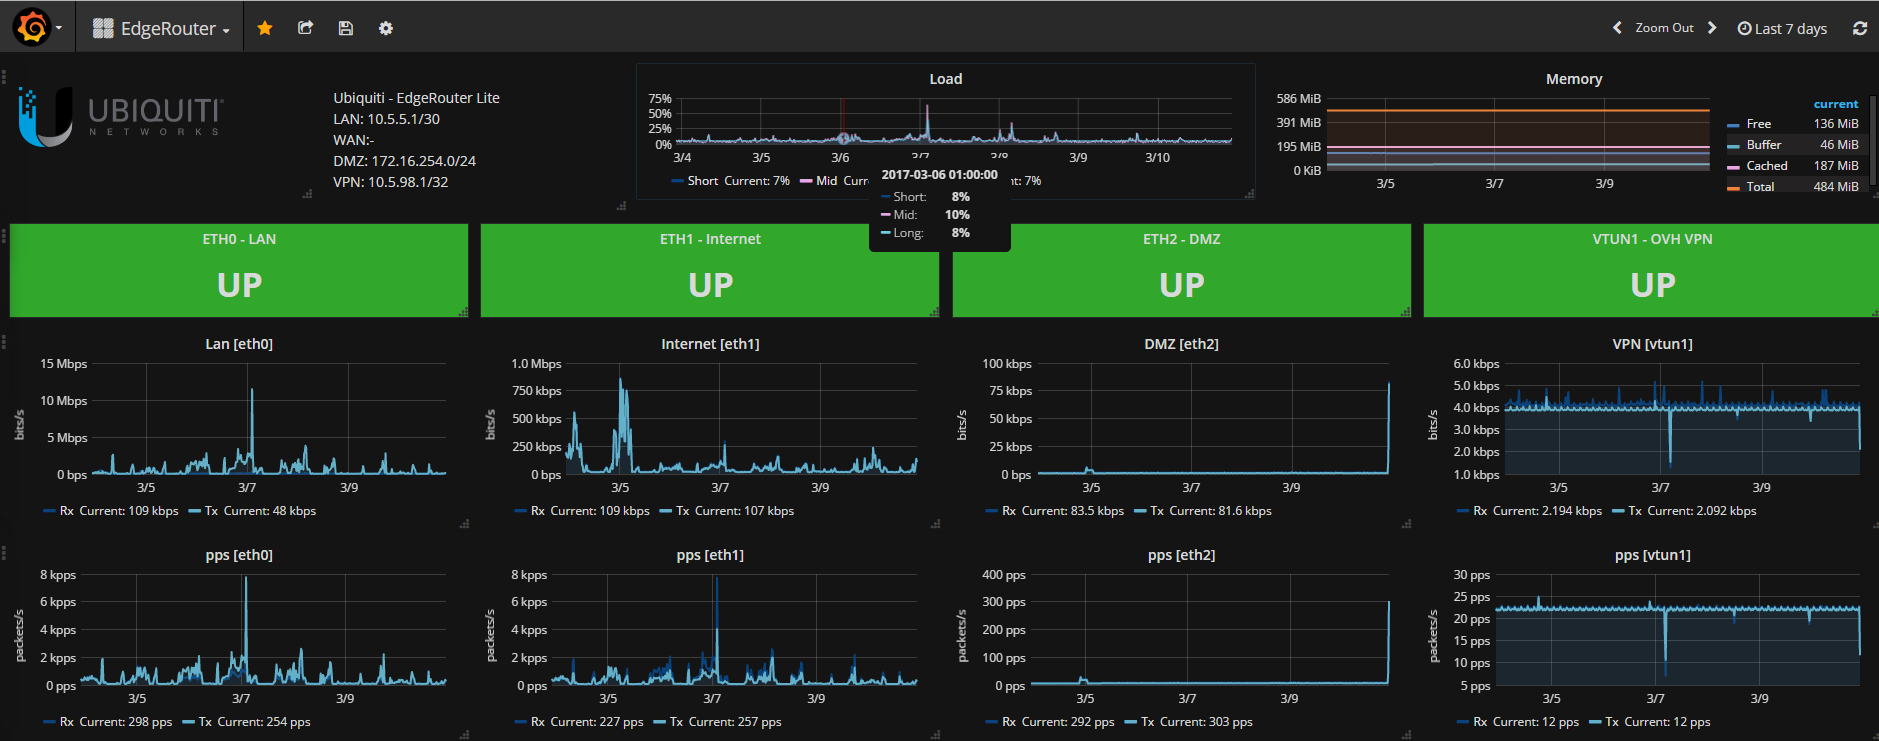 EdgeRouter
Zoom Out
Last 7 days
UBIQUITI
NETWORKS
Ubiquiti - EdgeRouter Lite
LAN: 10.5.5.1/30
WAN:-
DMZ: 172.16.254.0/24
VPN: 10.5.98.1/32
Load
75%
50%
25%
0%
3/4 3/5 3/6 3/7 3/8 3/9 3/10
Short Current: 7% Mid Curr nt: 7%
2017-03-06 01:00:00
Short: 8%
Mid: 10%
Long: 8%
Memory
586 MiB
391 MiB
195 MiB
0 KiB
3/5 3/7 3/9
current
Free 136 MiB
Buffer 46 MiB
Cached 187 MiB
Total 484 MiB
ETH0 - LAN
UP
ETH1 - Internet
UP
ETH2 - DMZ
UP
VTUN1 - OVH VPN
UP
Lan [eth0]
bits/s
15 Mbps
10 Mbps
5 Mbps
0 bps
3/5 3/7 3/9
Rx Current: 109 kbps Tx Current: 48 kbps
Internet [eth1]
bits/s
1.0 Mbps
750 kbps
500 kbps
250 kbps
0 bps
3/5 3/7 3/9
Rx Current: 109 kbps Tx Current: 107 kbps
DMZ [eth2]
bits/s
100 kbps
75 kbps
50 kbps
25 kbps
0 bps
3/5 3/7 3/9
Rx Current: 83.5 kbps Tx Current: 81.6 kbps
VPN [vtun1]
bits/s
6.0 kbps
5.0 kbps
4.0 kbps
3.0 kbps
2.0 kbps
1.0 kbps
3/5 3/7 3/9
Rx Current: 2.194 kbps Tx Current: 2.092 kbps
pps [eth0]
packets/s
8 kpps
6 kpps
4 kpps
2 kpps
0 pps
3/5 3/7 3/9
Rx Current: 298 pps Tx Current: 254 pps
pps [eth1]
packets/s
8 kpps
6 kpps
4 kpps
2 kpps
0 pps
3/5 3/7 3/9
Rx Current: 227 pps Tx Current: 257 pps
pps [eth2]
packets/s
400 pps
300 pps
200 pps
100 pps
0 pps
3/5 3/7 3/9
Rx Current: 292 pps Tx Current: 303 pps
pps [vtun1]
packets/s
30 pps
25 pps
20 pps
15 pps
10 pps
5 pps
3/5 3/7 3/9
Rx Current: 12 pps Tx Current: 12 pps